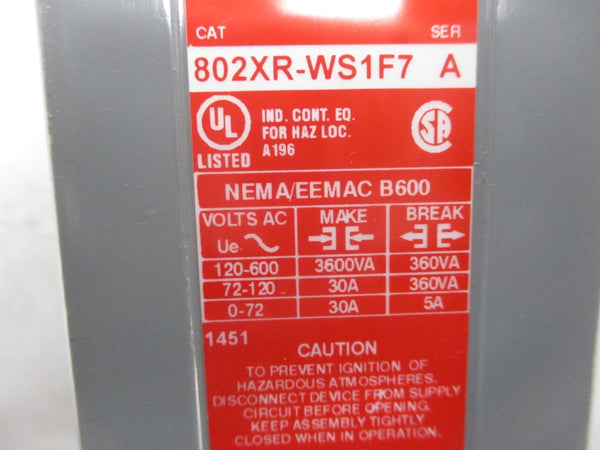 CAT SER
802XR-WS1F7 A
UL
LISTED
IND. CONT. EQ.
FOR HAZ LOC.
A196
SA
NEMA/EEMAC B600
VOLTS AC MAKE BREAK
Ue
120-600 3600VA 360VA
72-120 30A 360VA
0-72 30A 5A
1451
CAUTION
TO PREVENT IGNITION OF
HAZARDOUS ATMOSPHERES.
DISCONNECT DEVICE FROM SUPPLY
CIRCUIT BEFORE OPENING.
KEEP ASSEMBLY TIGHTLY
CLOSED WHEN IN OPERATION.